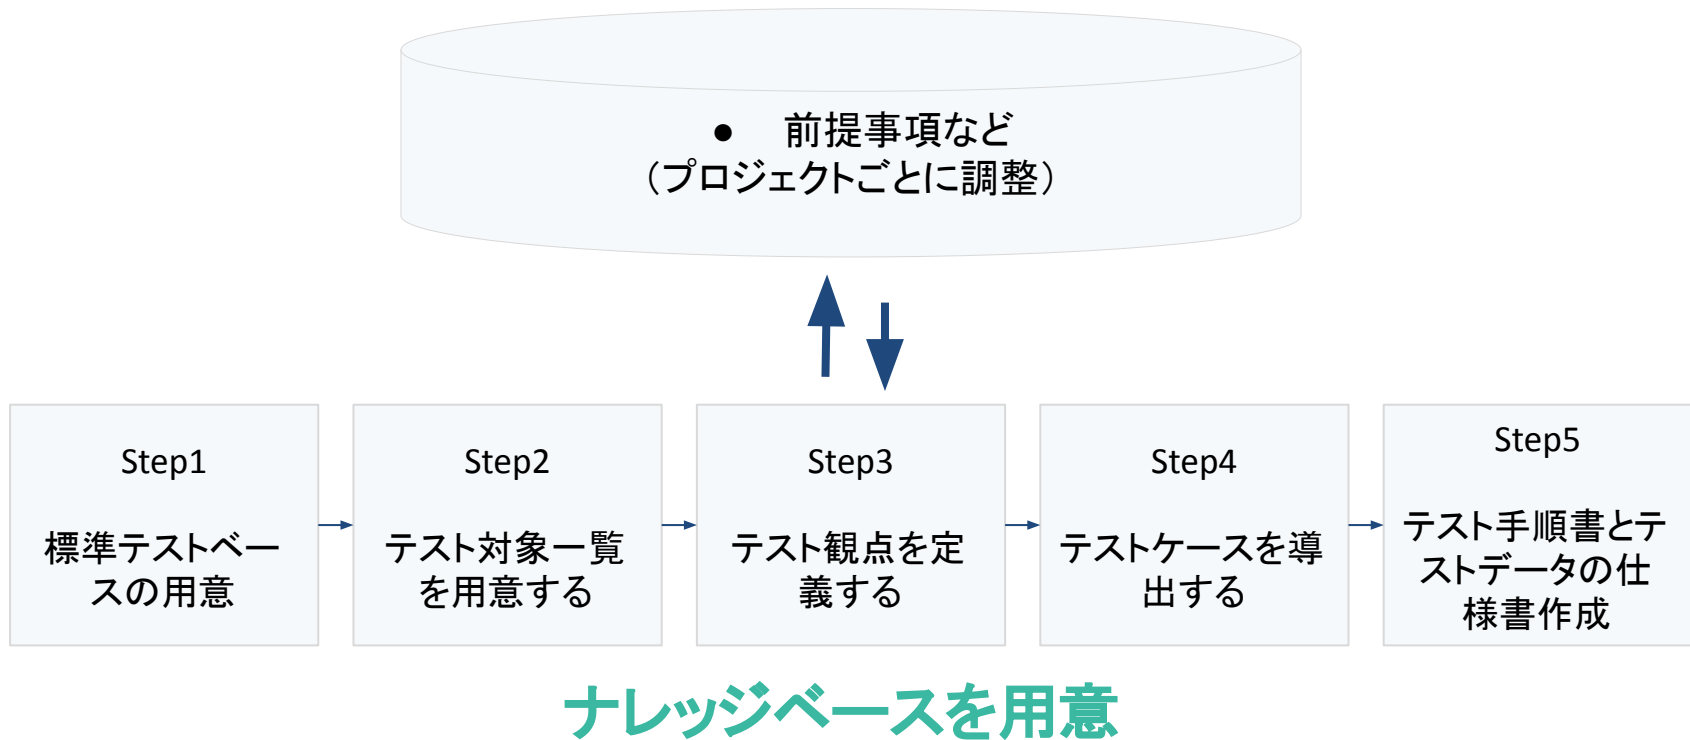 ● 前提事項など
（プロジェクトごとに調整）
Step1
標準テストベー
スの用意
Step2
テスト対象一覧
を用意する
Step3
テスト観点を定
義する
Step4
テストケースを導
出する
Step5
テスト手順書とテ
ストデータの仕
様書作成
ナレッジベースを用意